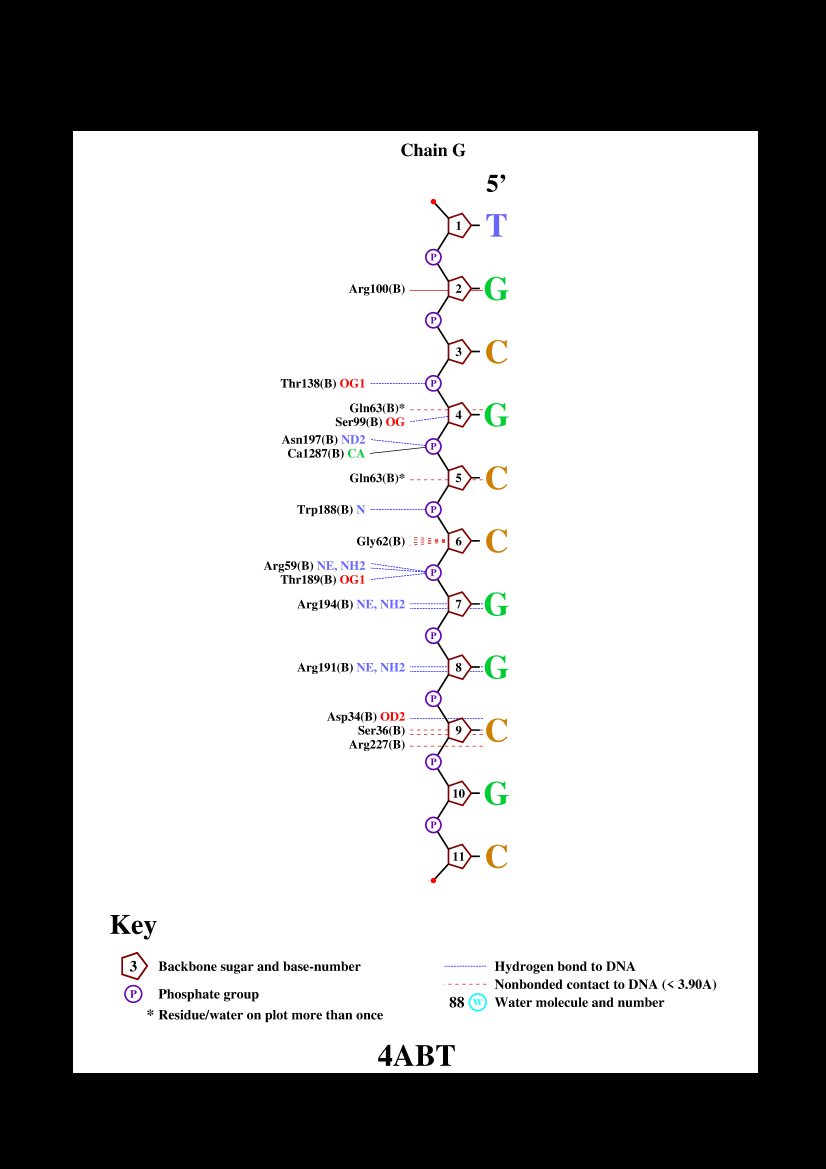 Chain G
5’
1 T
P
Arg100(B) 2 G
P
3 C
Thr138(B) OG1 P
Gln63(B)*
4 G
Ser99(B) OG
Asn197(B) ND2
P
Ca1287(B) CA
Gln63(B)* 5 C
Trp188(B) N P
Gly62(B) 6 C
Arg59(B) NE, NH2
P
Thr189(B) OG1
Arg194(B) NE, NH2 7 G
P
Arg191(B) NE, NH2 8 G
P
Asp34(B) OD2
Ser36(B) 9 C
Arg227(B)
P
10 G
P
11 C
Key
3 Backbone sugar and base-number
P Phosphate group
* Residue/water on plot more than once
Hydrogen bond to DNA
Nonbonded contact to DNA (< 3.90A)
88 W Water molecule and number
4ABT